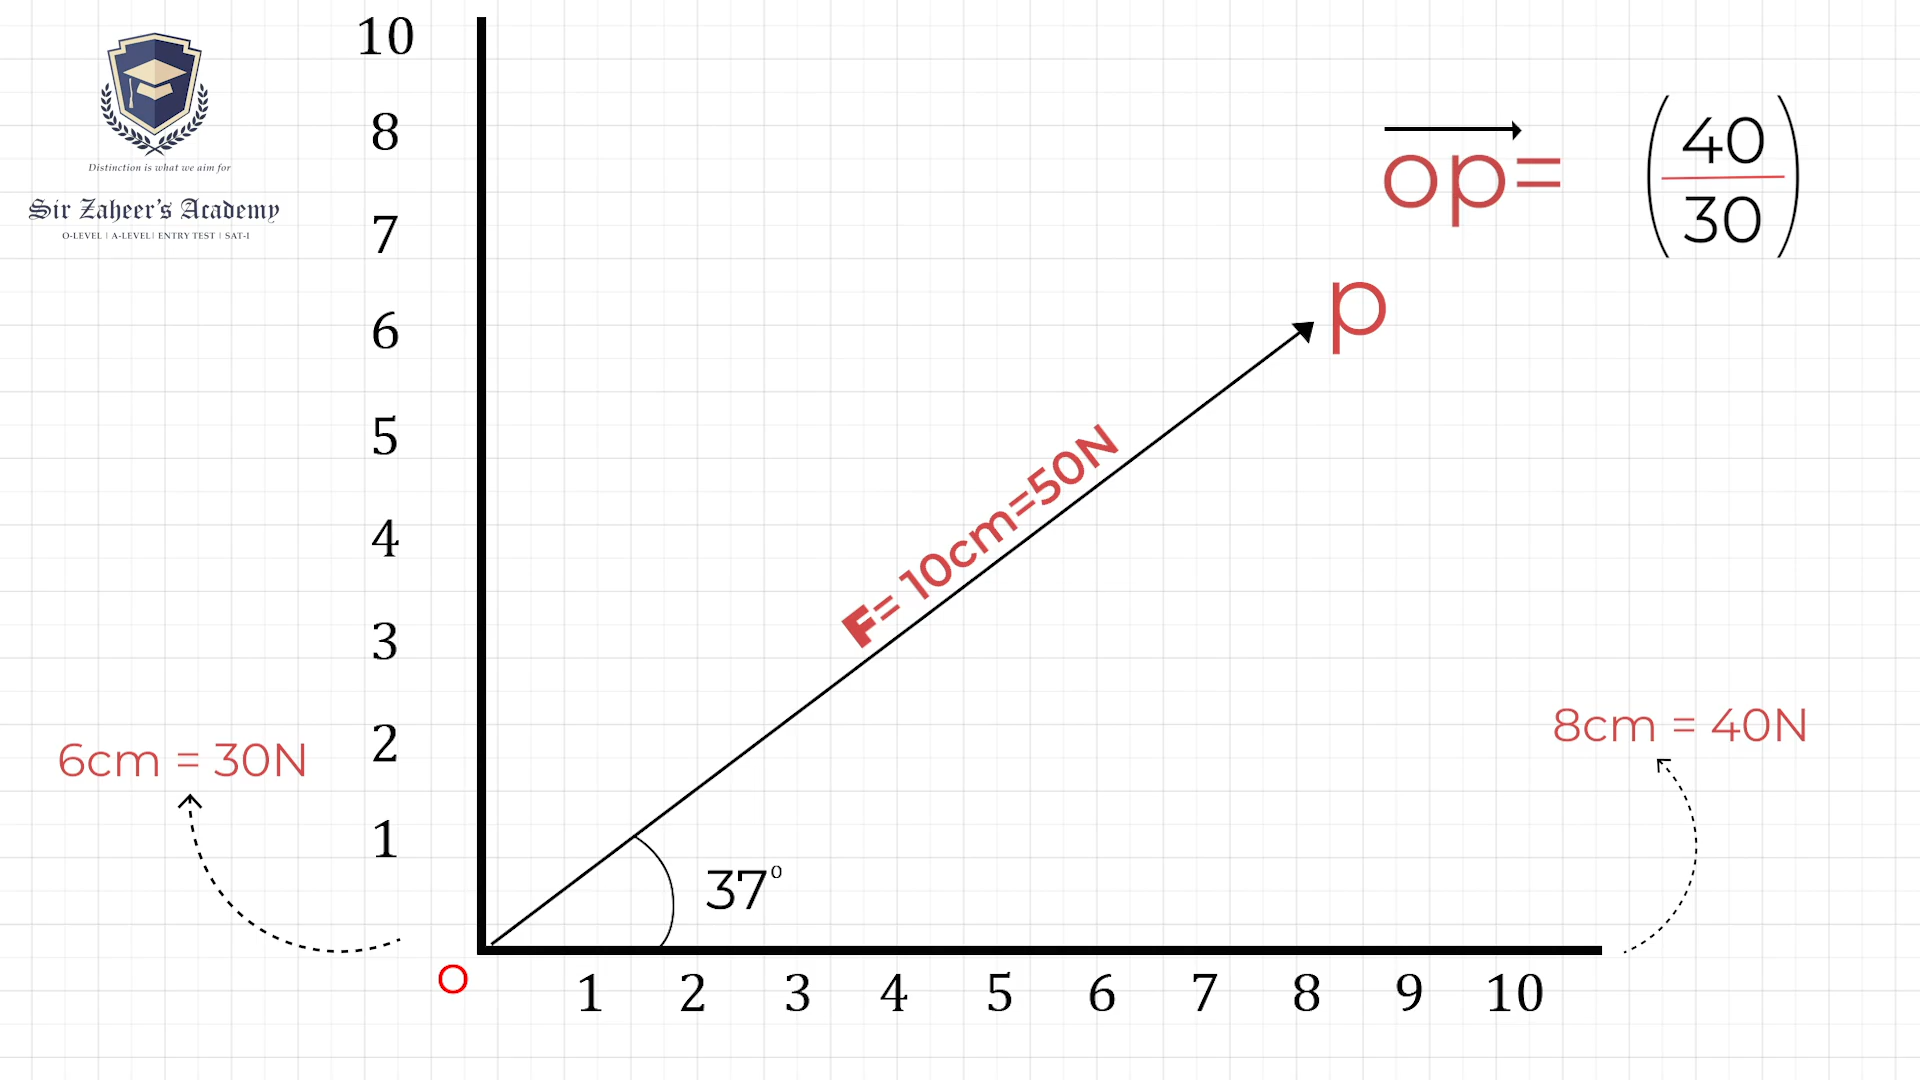 Distinction is what we aim for
Sir Zaheer's Academy
O-LEVEL | A-LEVEL| ENTRY TEST | SAT-I
10
8
7
6
5
4
3
2
1
op=
40
30
p
F= 10cm=50N
6cm = 30N
8cm = 40N
37⁰
O
1 2 3 4 5 6 7 8 9 10